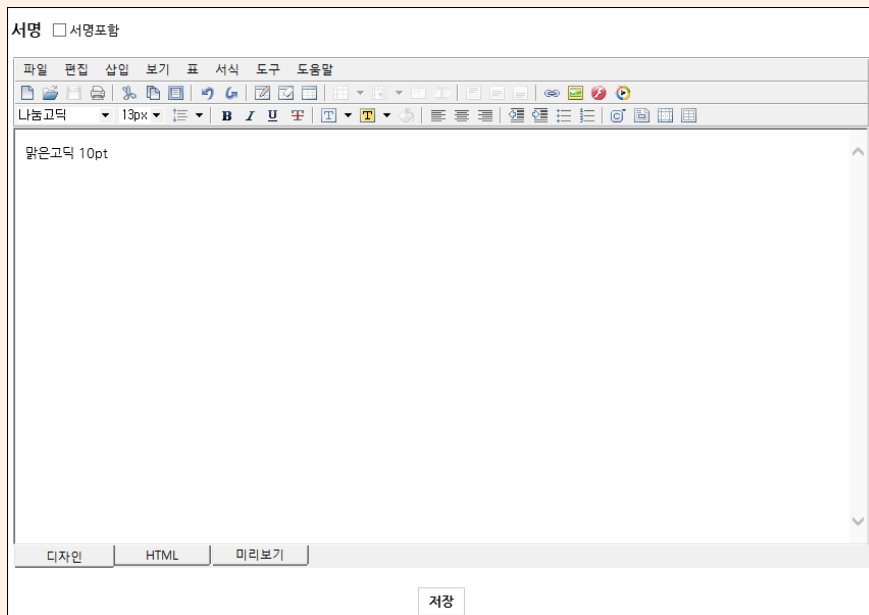 서명 서명포함
파일 편집 삽입 보기 표 서식 도구 도움말
나눔고딕 13px B I U T T T
맑은고딕 10pt
디자인 HTML 미리보기
저장